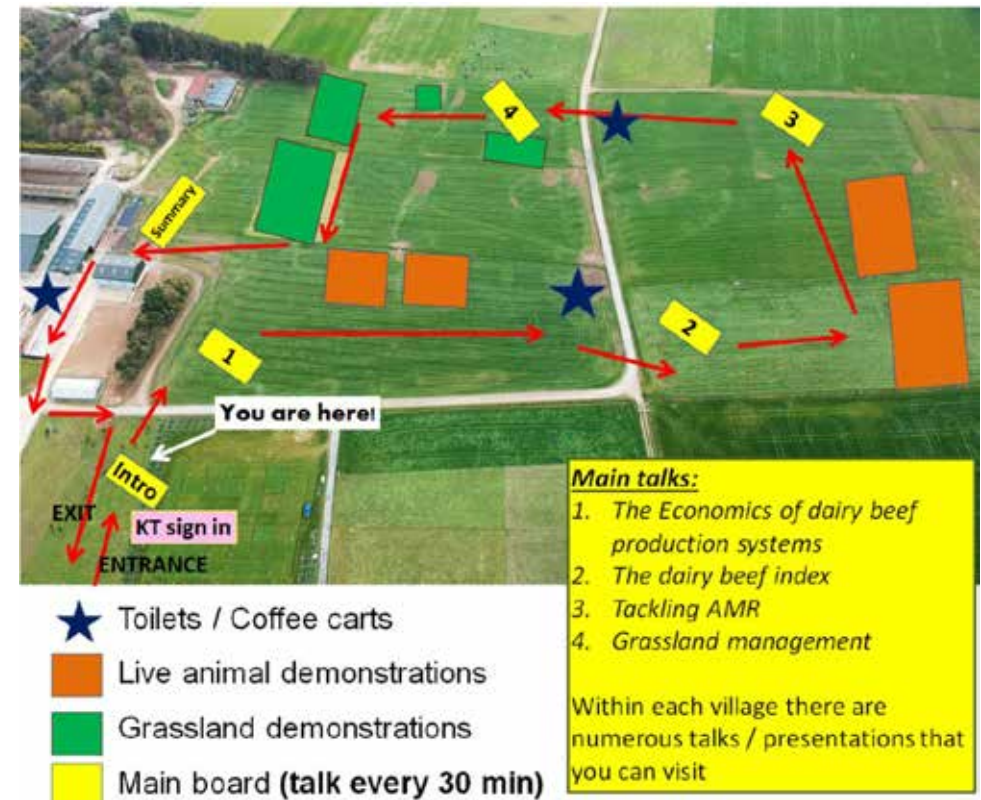 4
3
Summary
2
1
You are here!
Intro
EXIT
KT sign in
ENTRANCE
Main talks:
1. The Economics of dairy beef
production systems
2. The dairy beef index
3. Tackling AMR
4. Grassland management
Within each village there are
numerous talks / presentations that
you can visit
Toilets / Coffee carts
Live animal demonstrations
Grassland demonstrations
Main board (talk every 30 min)